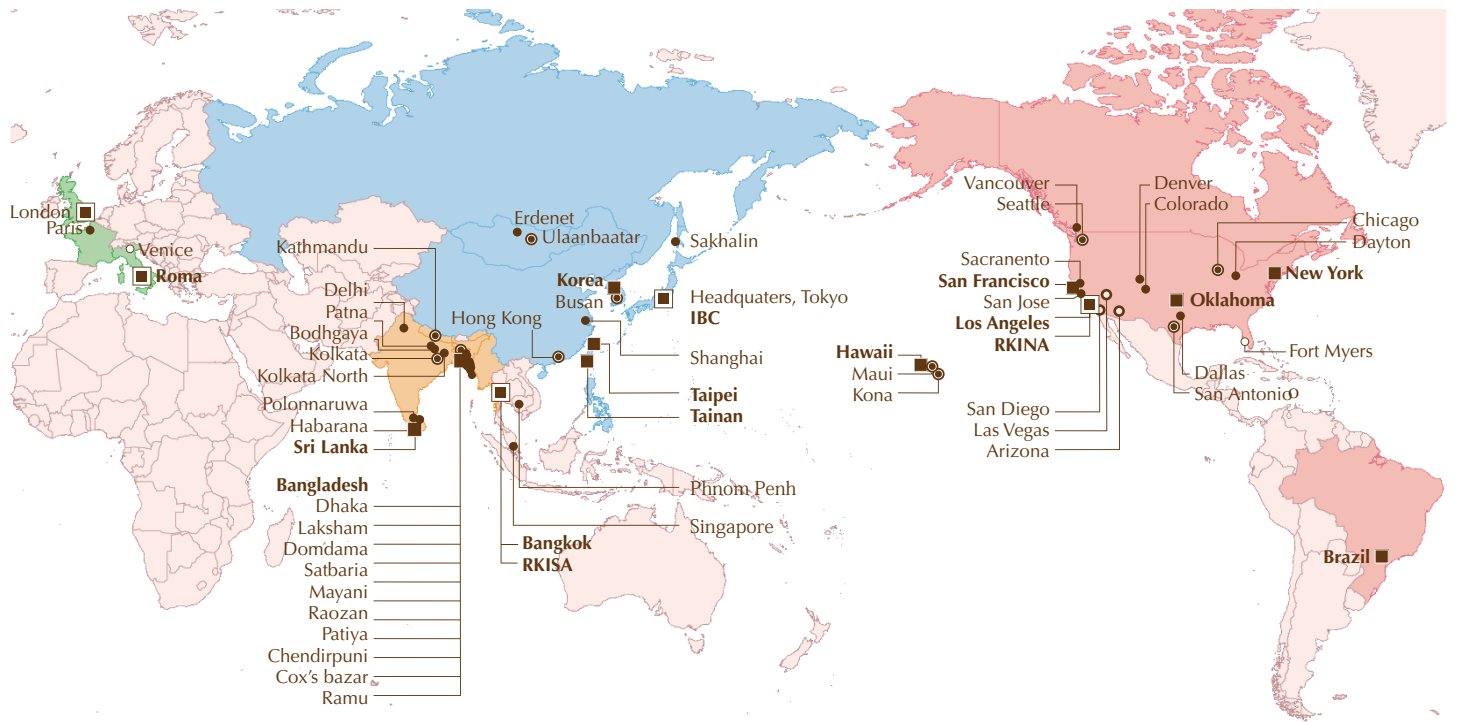 London
Paris
Venice
Roma
Kathmandu
Delhi
Patna
Bodhgaya
Kolkata
Kolkata North
Polonnaruwa
Habarana
Sri Lanka
Bangladesh
Dhaka
Laksham
Domdama
Satbaria
Mayani
Raozan
Patiya
Chendirpuni
Cox's bazar
Ramu
Erdenet
Ulaanbaatar
Sakhalin
Korea
Busan
Headquaters, Tokyo
IBC
Hong Kong
Shanghai
Taipei
Tainan
Phnom Penh
Singapore
Bangkok
RKISA
Hawaii
Maui
Kona
Vancouver
Seattle
Sacranento
San Francisco
San Jose
Los Angeles
RKINA
San Diego
Las Vegas
Arizona
Denver
Colorado
Chicago
Dayton
New York
Oklahoma
Fort Myers
Dallas
San Antonio
Brazil